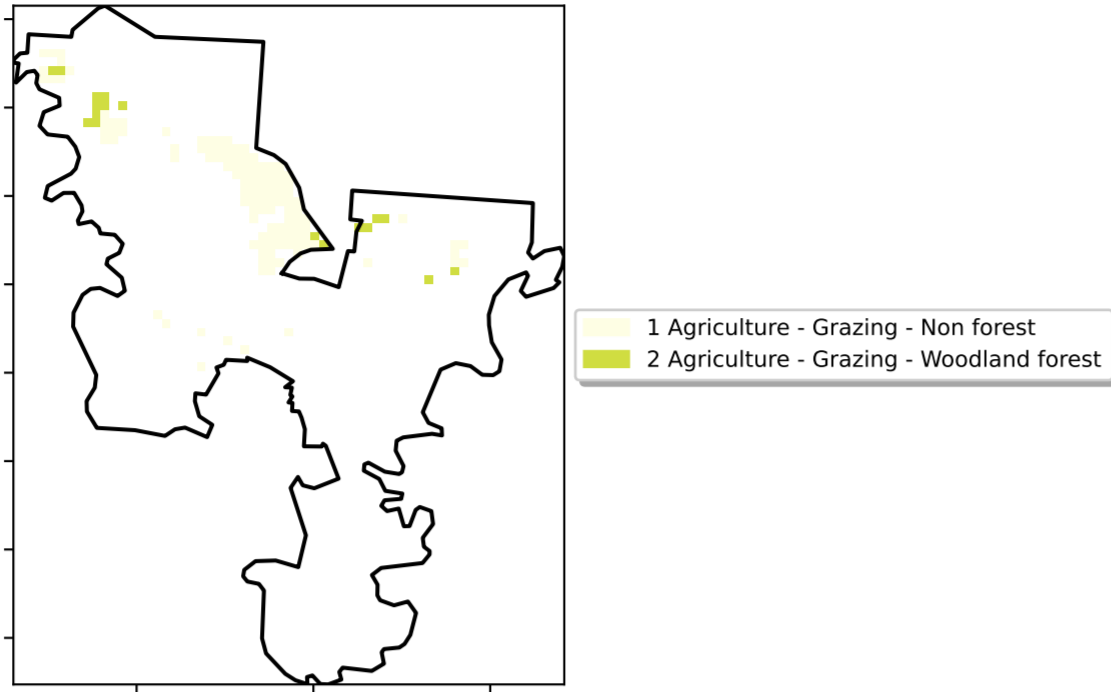 1 Agriculture - Grazing - Non forest
2 Agriculture - Grazing - Woodland forest